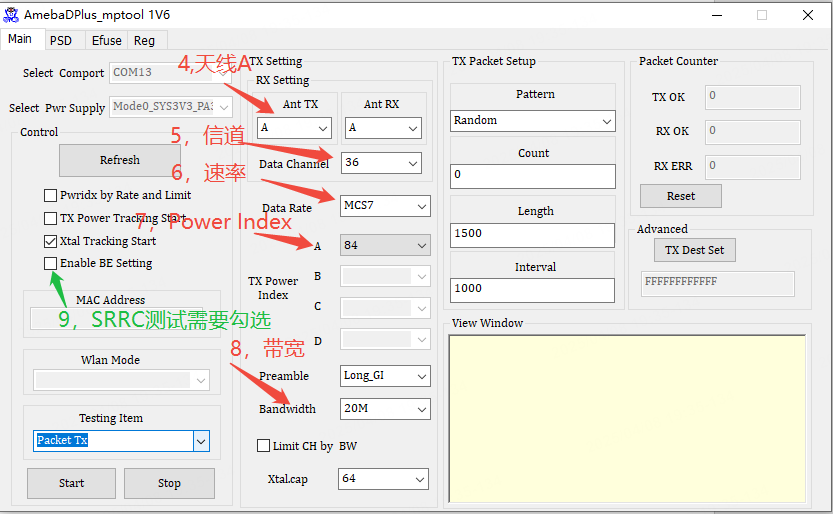 AmebaDPlus_mptool 1V6
Main
PSD
Efuse
Reg
Select Comport
COM13
Select Pwr Supply
Mode0_SYS3V3_PA3
Control
Refresh
Pwridx by Rate and Limit
TX Power Tracking Start
Xtal Tracking Start
Enable BE Setting
MAC Address
9，SRRC测试需要勾选
Wlan Mode
Testing Item
Packet Tx
Start
Stop
4,天线A
TX Setting
RX Setting
Ant TX
Ant RX
A
A
5，信道
Data Channel
36
6，速率
Data Rate
MCS7
7，Power Index
TX Power
Index
A
84
B
C
D
8，带宽
Preamble
Long_GI
Bandwidth
20M
Limit CH by BW
Xtal.cap
64
TX Packet Setup
Pattern
Random
Count
0
Length
1500
Interval
1000
Packet Counter
TX OK
0
RX OK
0
RX ERR
0
Reset
Advanced
TX Dest Set
FFFFFFFFFFFF
View Window